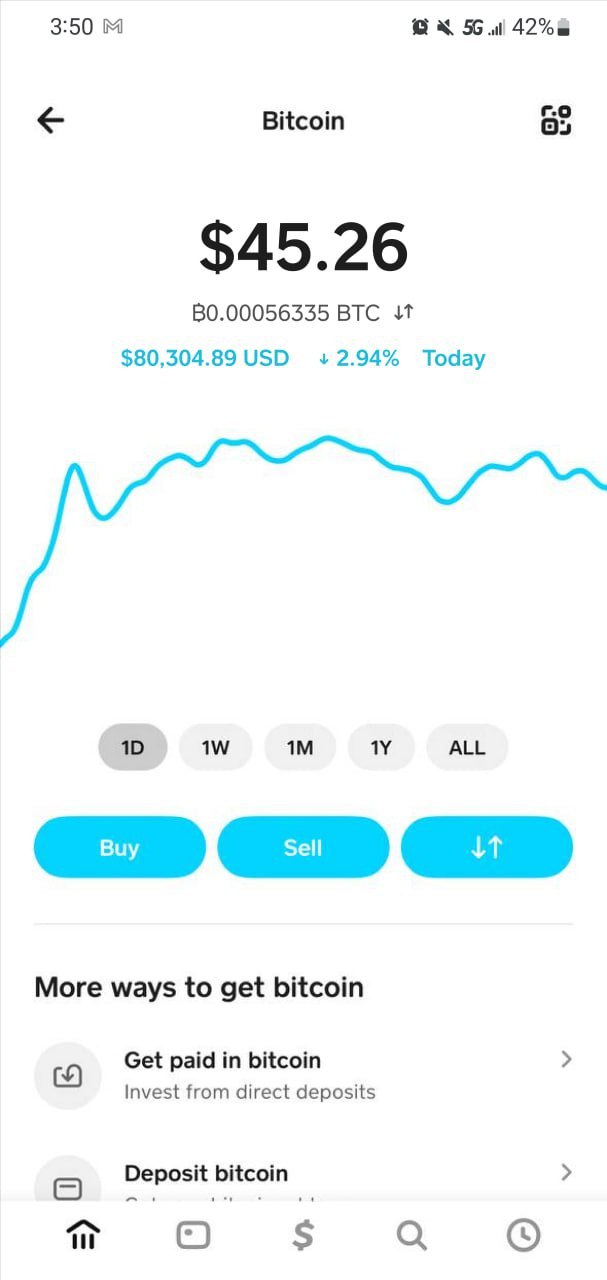 3:50 5G 42%
Bitcoin
$45.26
₿0.00056335 BTC ↓↑
$80,304.89 USD ↓ 2.94% Today
1D 1W 1M 1Y ALL
Buy Sell ↓↑
More ways to get bitcoin
Get paid in bitcoin
Invest from direct deposits
Deposit bitcoin